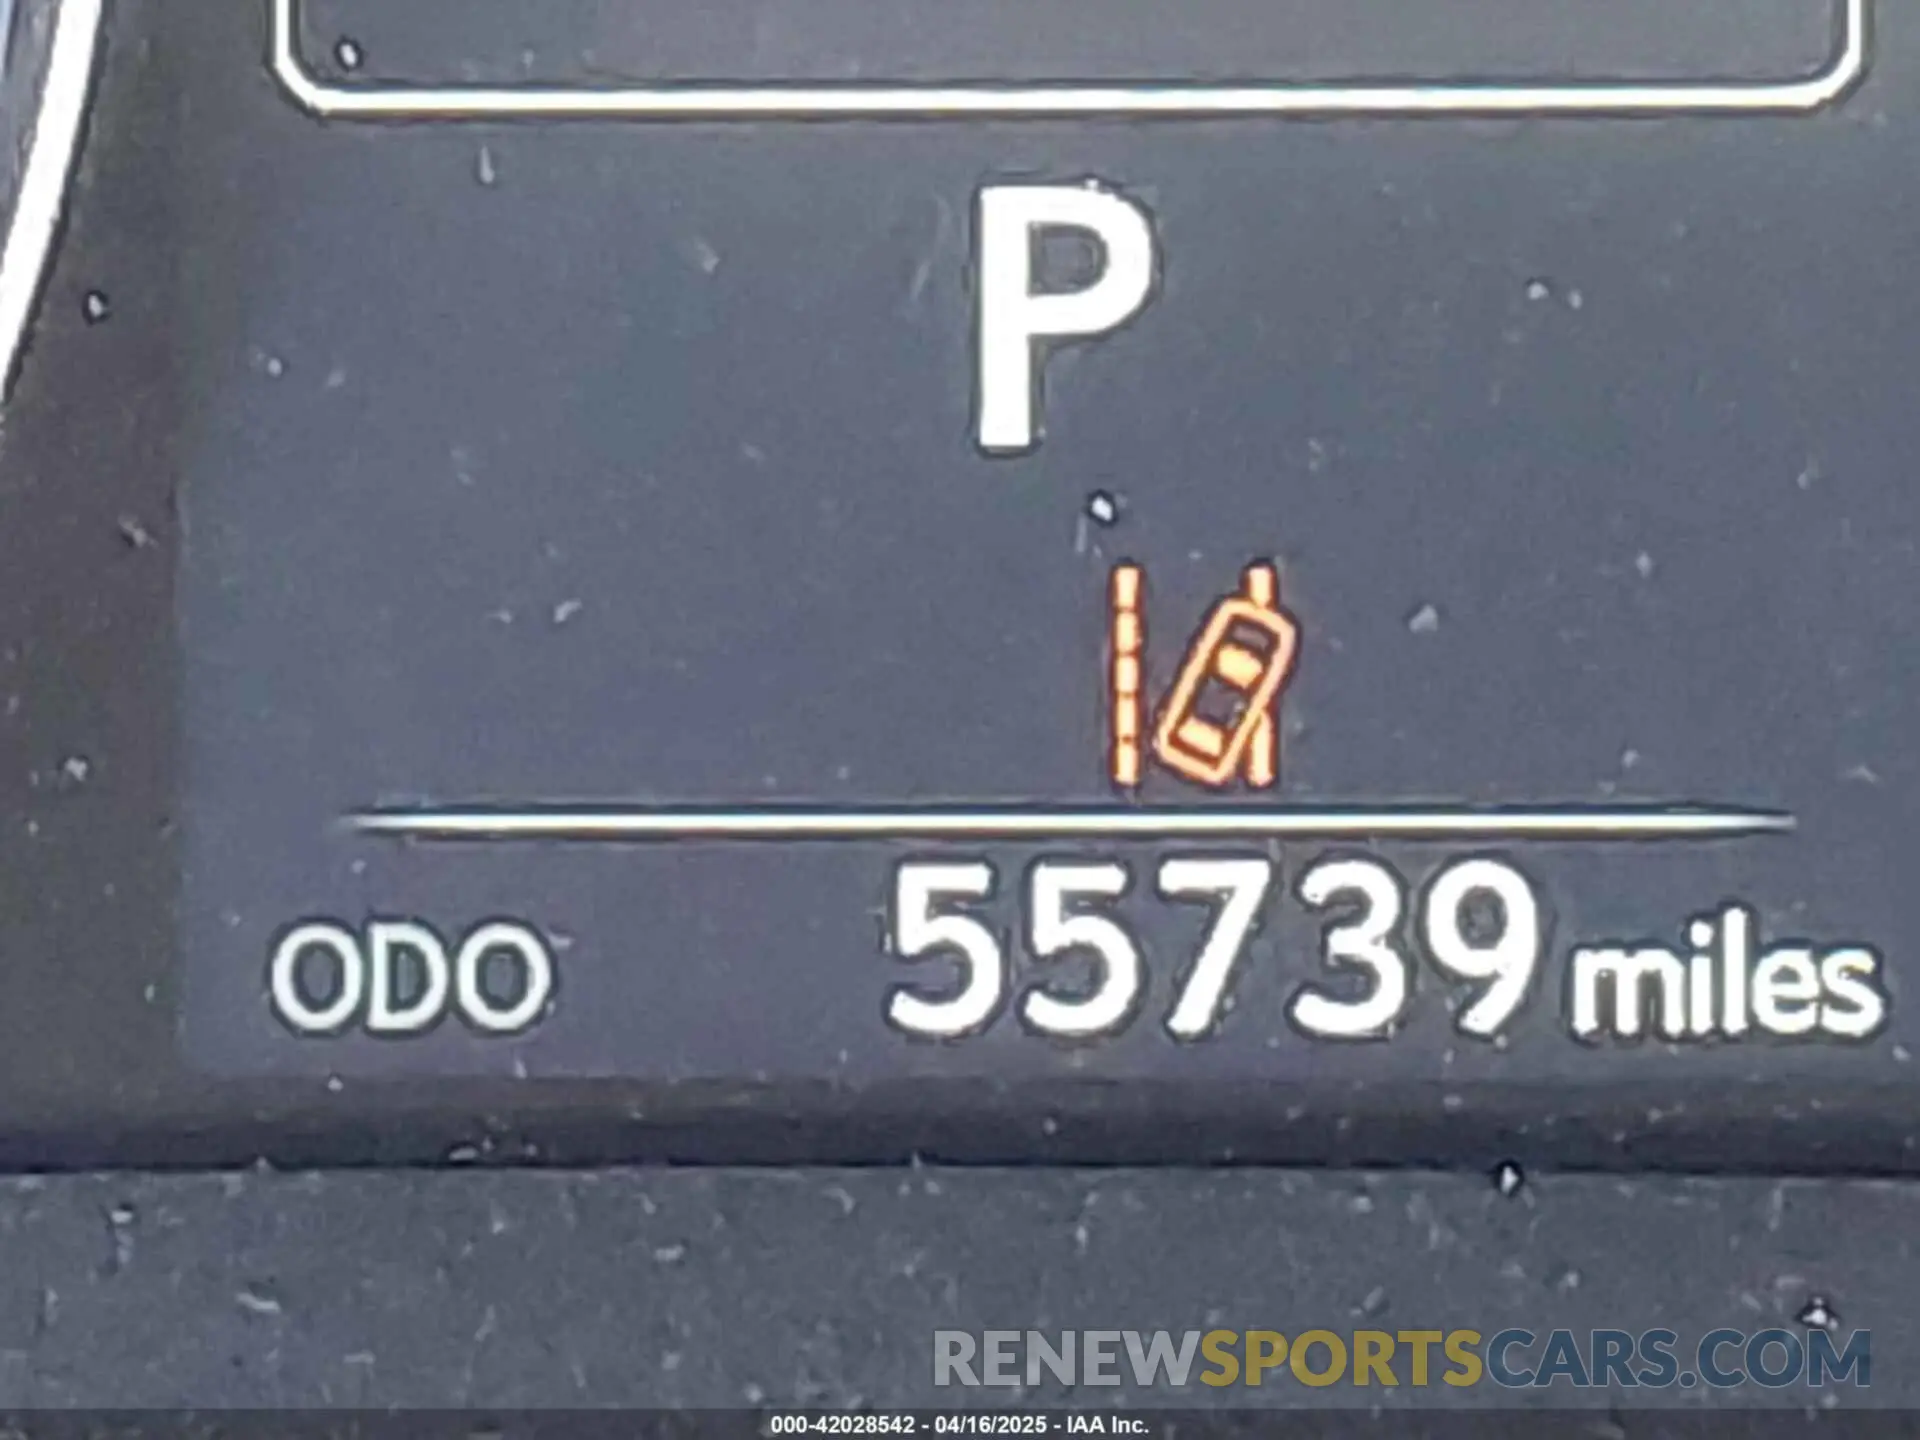 P
ODO 55739 miles
RENEWSPORTSCARS.COM
000-42028542 - 04/16/2025 - IAA Inc.